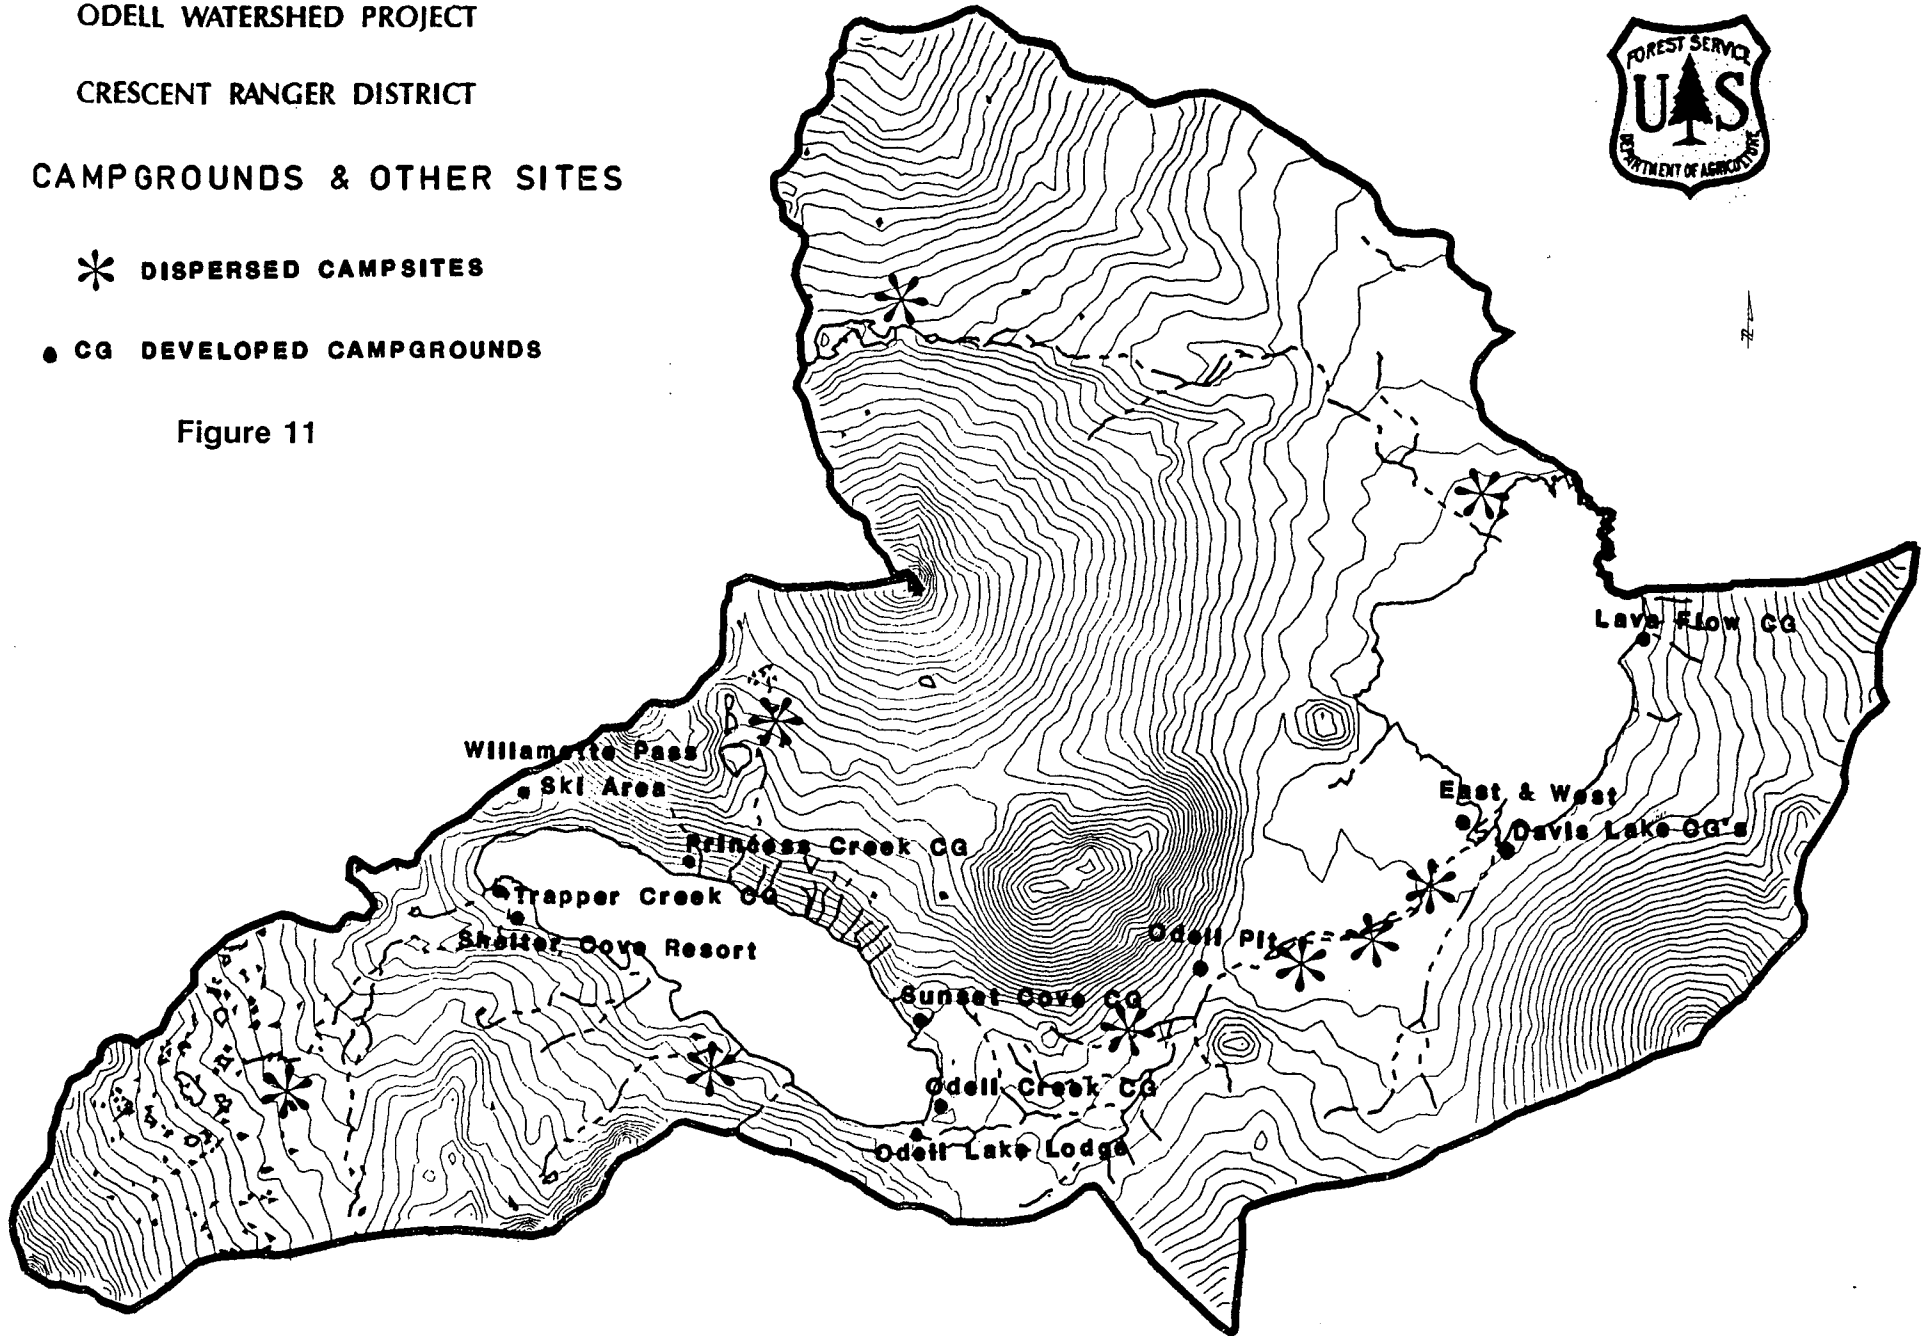 ODELL WATERSHED PROJECT
CRESCENT RANGER DISTRICT
CAMPGROUNDS & OTHER SITES
DISPERSED CAMPSITES
CG DEVELOPED CAMPGROUNDS
Figure 11
FOREST SERVICE
U S
DEPARTMENT OF AGRICULTURE
N
Lava Flow CG
Willamette Pass
Ski Area
East & West
Davis Lake CG's
Princess Creek CG
Trapper Creek CG
Shelter Cove Resort
Odell Pit
Sunset Cove CG
Odell Creek CG
Odell Lake Lodge